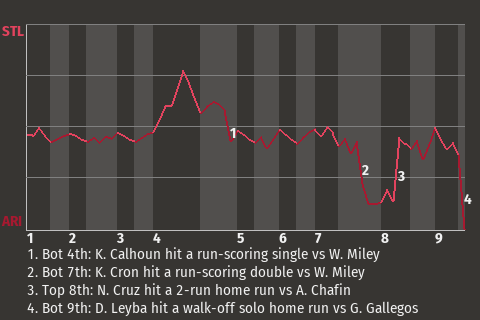 STL
1
2
3
4
ARI
1 2 3 4 5 6 7 8 9
1. Bot 4th: K. Calhoun hit a run-scoring single vs W. Miley
2. Bot 7th: K. Cron hit a run-scoring double vs W. Miley
3. Top 8th: N. Cruz hit a 2-run home run vs A. Chafin
4. Bot 9th: D. Leyba hit a walk-off solo home run vs G. Gallegos